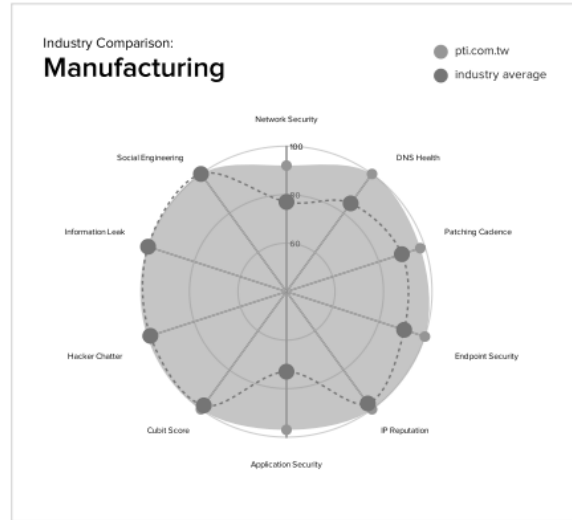 Industry Comparison:
Manufacturing
pti.com.tw
industry average
Network Security
100
Social Engineering
DNS Health
80
Information Leak
Patching Cadence
60
Hacker Chatter
Endpoint Security
Cubit Score
IP Reputation
Application Security